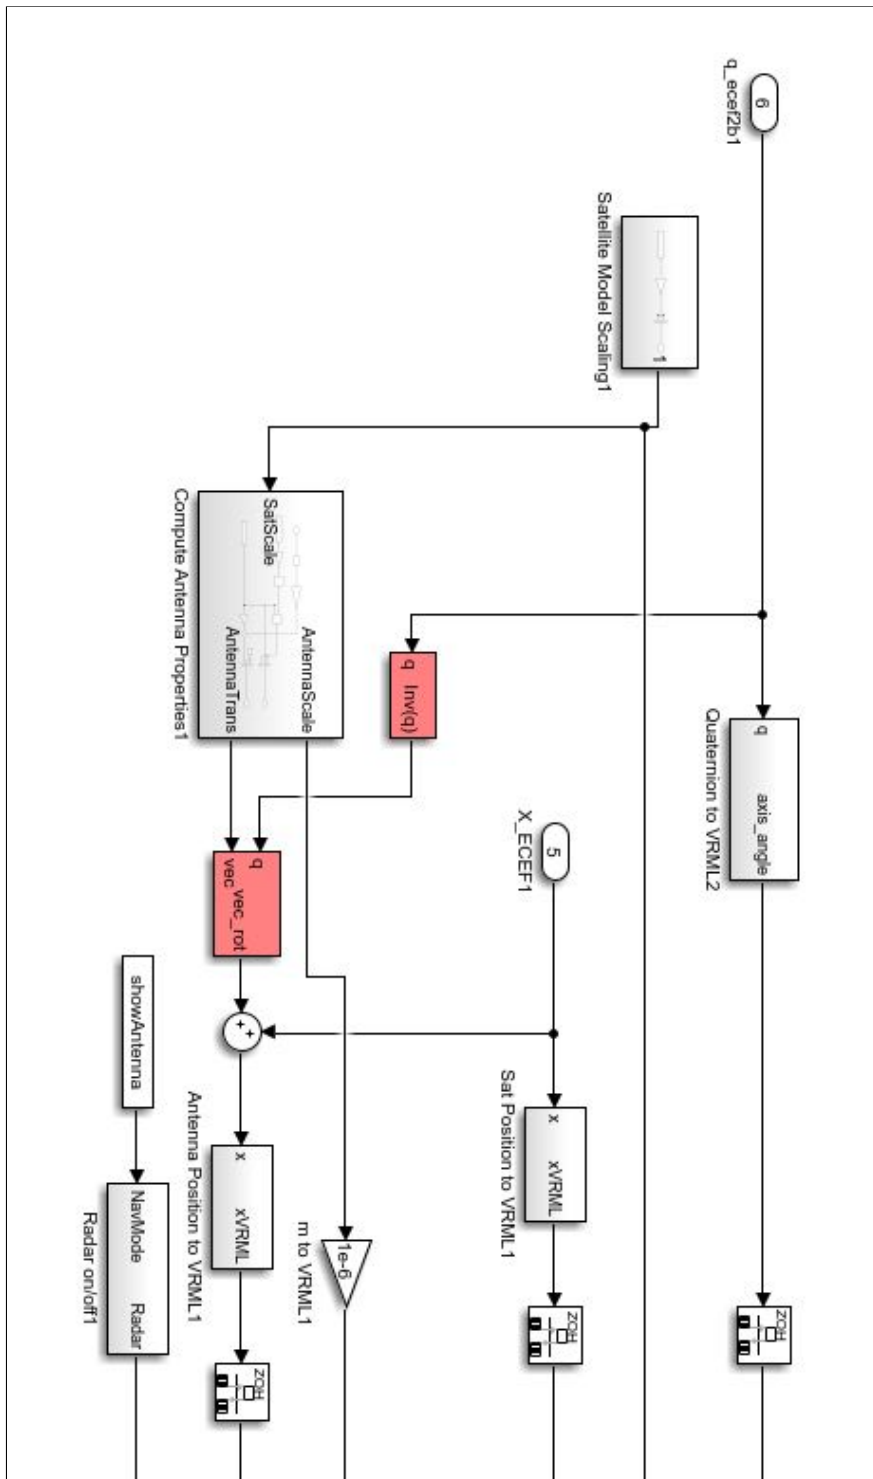 6
q_ecef2b1
1
Satellite Model Scaling1
q
axis_angle
Quaternion to VRML2
ZOH
5
X_ECEF1
x
xVRML
Sat Position to VRML1
ZOH
q
Inv(q)
SatScale
AntennaScale
AntennaTrans
Compute Antenna Properties1
1e-6
m to VRML1
q
vec
vec_rot
++
x
xVRML
Antenna Position to VRML1
ZOH
showAntenna
NavMode
Radar
Radar on/off1